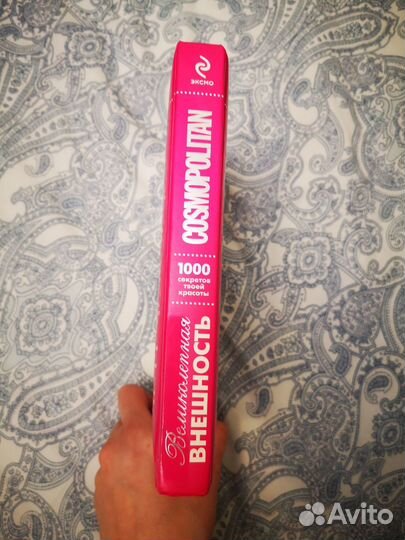 эксмо
COSMOPOLITAN
1000
секретов
твоей
красоты
Великолепная
ВНЕШНОСТЬ
Avito